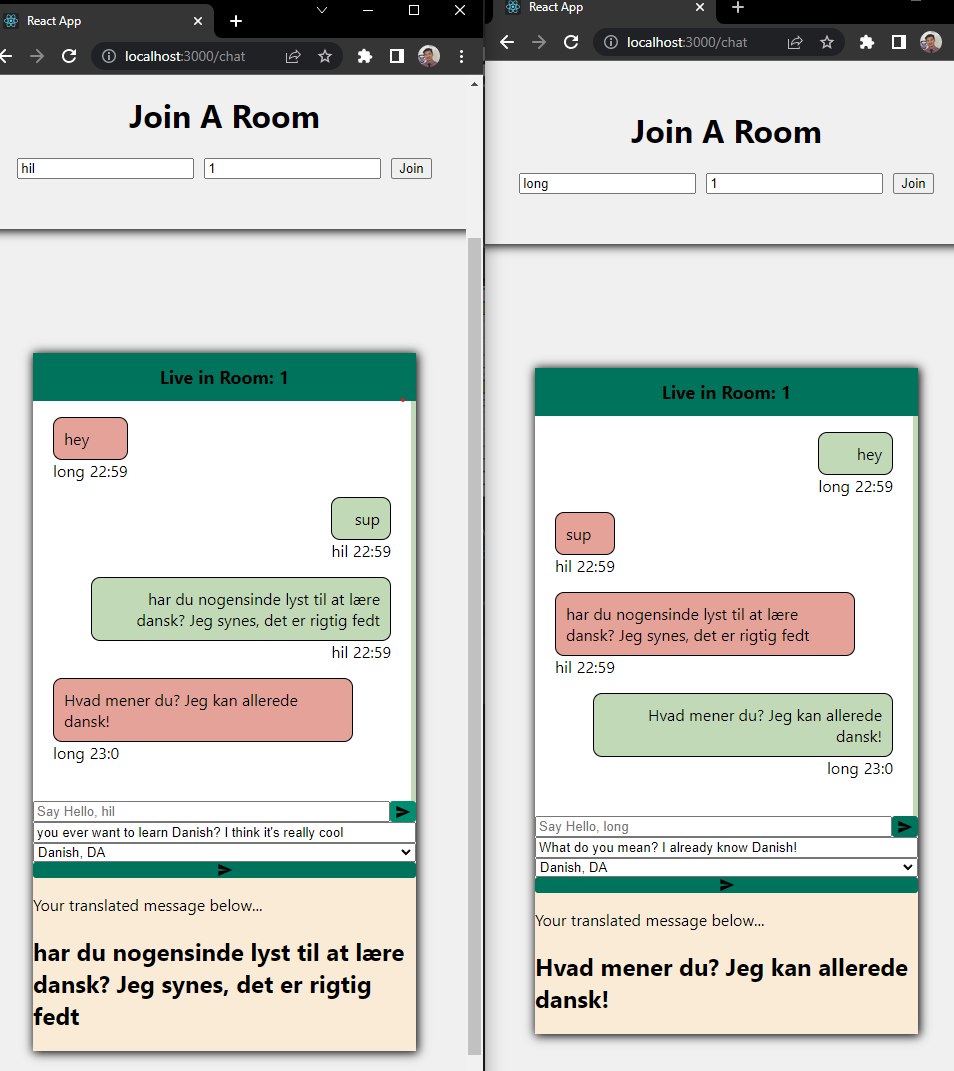 React App
localhost:3000/chat
Join A Room
hil
1
Join
Live in Room: 1
hey
long 22:59
sup
hil 22:59
har du nogensinde lyst til at lære
dansk? Jeg synes, det er rigtig fedt
hil 22:59
Hvad mener du? Jeg kan allerede
dansk!
long 23:0
Say Hello, hil
you ever want to learn Danish? I think it's really cool
Danish, DA
Your translated message below...
har du nogensinde lyst til at lære
dansk? Jeg synes, det er rigtig
fedt
React App
localhost:3000/chat
Join A Room
long
1
Join
Live in Room: 1
hey
long 22:59
sup
hil 22:59
har du nogensinde lyst til at lære
dansk? Jeg synes, det er rigtig fedt
hil 22:59
Hvad mener du? Jeg kan allerede
dansk!
long 23:0
Say Hello, long
What do you mean? I already know Danish!
Danish, DA
Your translated message below...
Hvad mener du? Jeg kan allerede
dansk!